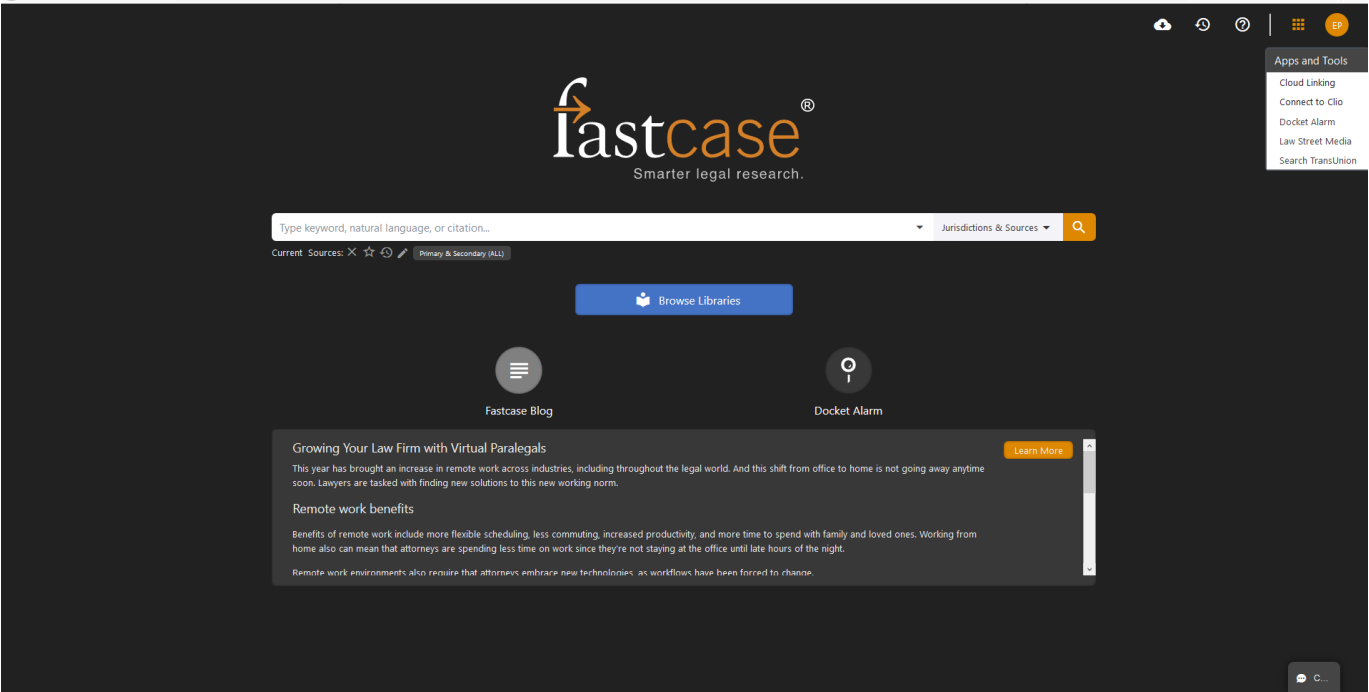 EP
Apps and Tools
Cloud Linking
Connect to Clio
Docket Alarm
Law Street Media
Search TransUnion
fastcase®
Smarter legal research.
Type keyword, natural language, or citation...
Jurisdictions & Sources
Current Sources:
Primary & Secondary (ALL)
Browse Libraries
Fastcase Blog
Docket Alarm
Growing Your Law Firm with Virtual Paralegals
Learn More
This year has brought an increase in remote work across industries, including throughout the legal world. And this shift from office to home is not going away anytime
soon. Lawyers are tasked with finding new solutions to this new working norm.
Remote work benefits
Benefits of remote work include more flexible scheduling, less commuting, increased productivity, and more time to spend with family and loved ones. Working from
home also can mean that attorneys are spending less time on work since they're not staying at the office until late hours of the night.
Remote work environments also require that attorneys embrace new technologies, as workflows have been forced to change.
C...